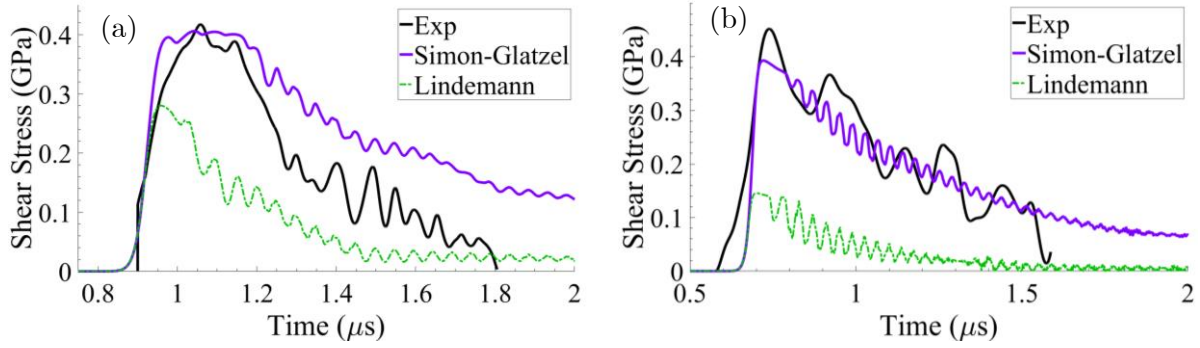 (a)
Exp
Simon-Glatzel
Lindemann
Shear Stress (GPa)
0.4
0.3
0.2
0.1
0
0.8
1
1.2
1.4
1.6
1.8
2
Time (μs)
(b)
Exp
Simon-Glatzel
Lindemann
Shear Stress (GPa)
0.4
0.3
0.2
0.1
0
0.5
1
1.5
2
Time (μs)